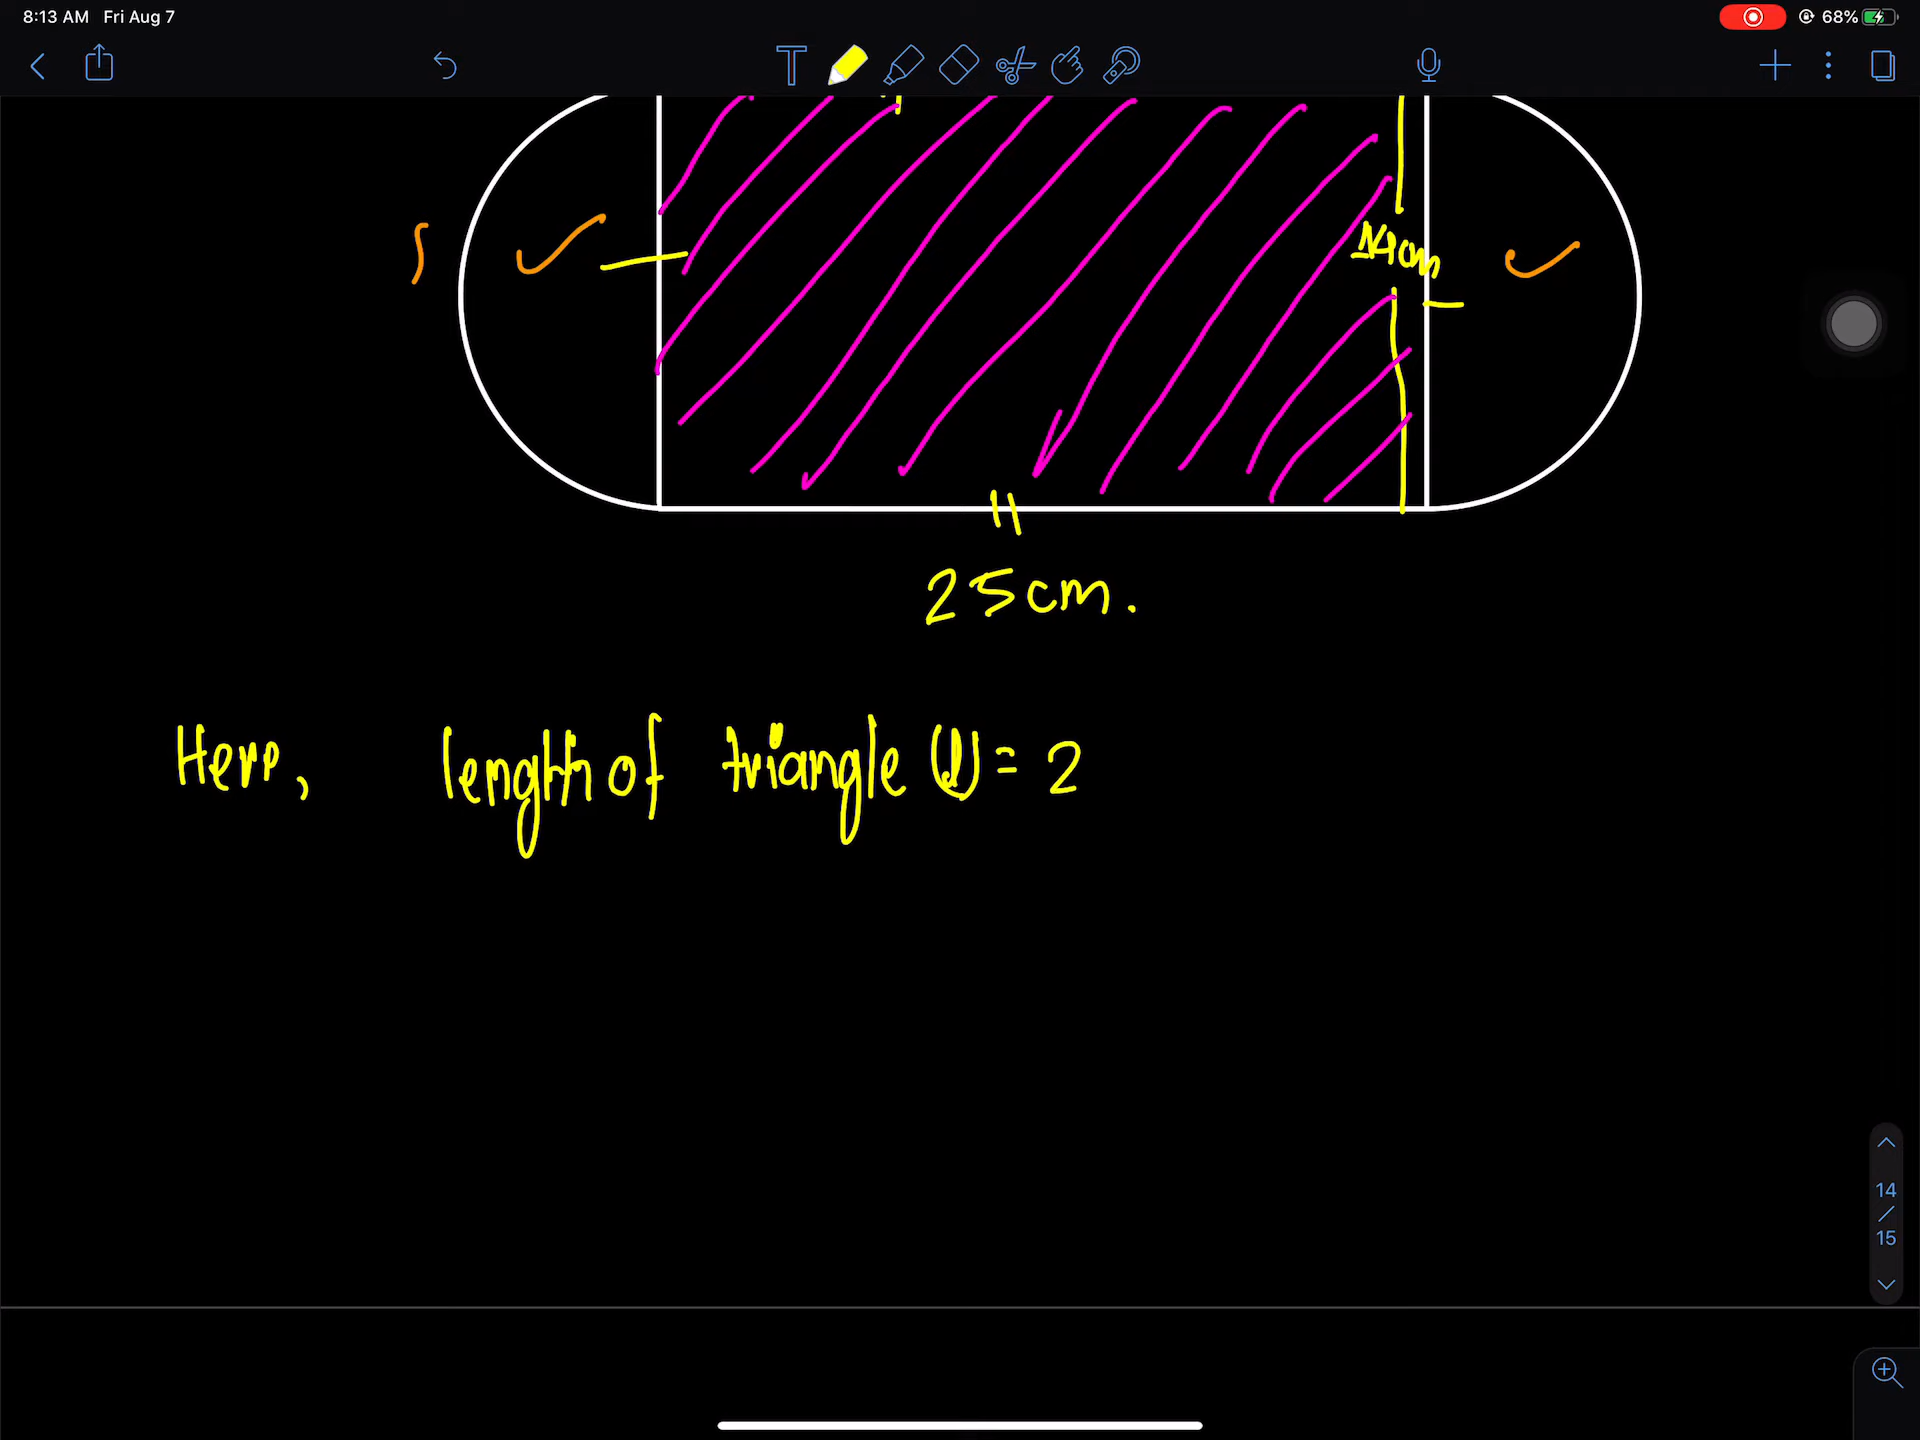 8:13 AM Fri Aug 7
68%
14cm
25cm.
Here, length of triangle (l) = 2
14
/
15